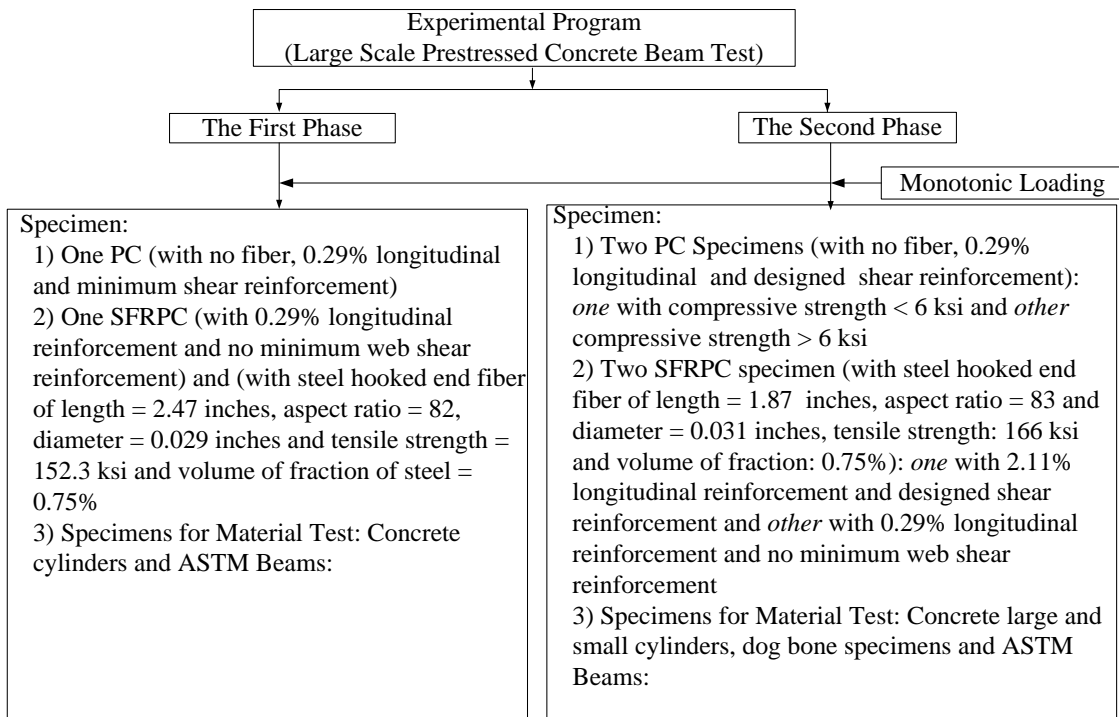 Experimental Program
(Large Scale Prestressed Concrete Beam Test)
The First Phase
The Second Phase
Monotonic Loading
Specimen:
1) One PC (with no fiber, 0.29% longitudinal
and minimum shear reinforcement)
2) One SFRPC (with 0.29% longitudinal
reinforcement and no minimum web shear
reinforcement) and (with steel hooked end fiber
of length = 2.47 inches, aspect ratio = 82,
diameter = 0.029 inches and tensile strength =
152.3 ksi and volume of fraction of steel =
0.75%
3) Specimens for Material Test: Concrete
cylinders and ASTM Beams:
Specimen:
1) Two PC Specimens (with no fiber, 0.29%
longitudinal and designed shear reinforcement):
one with compressive strength < 6 ksi and other
compressive strength > 6 ksi
2) Two SFRPC specimen (with steel hooked end
fiber of length = 1.87 inches, aspect ratio = 83 and
diameter = 0.031 inches, tensile strength: 166 ksi
and volume of fraction: 0.75%): one with 2.11%
longitudinal reinforcement and designed shear
reinforcement and other with 0.29% longitudinal
reinforcement and no minimum web shear
reinforcement
3) Specimens for Material Test: Concrete large and
small cylinders, dog bone specimens and ASTM
Beams: